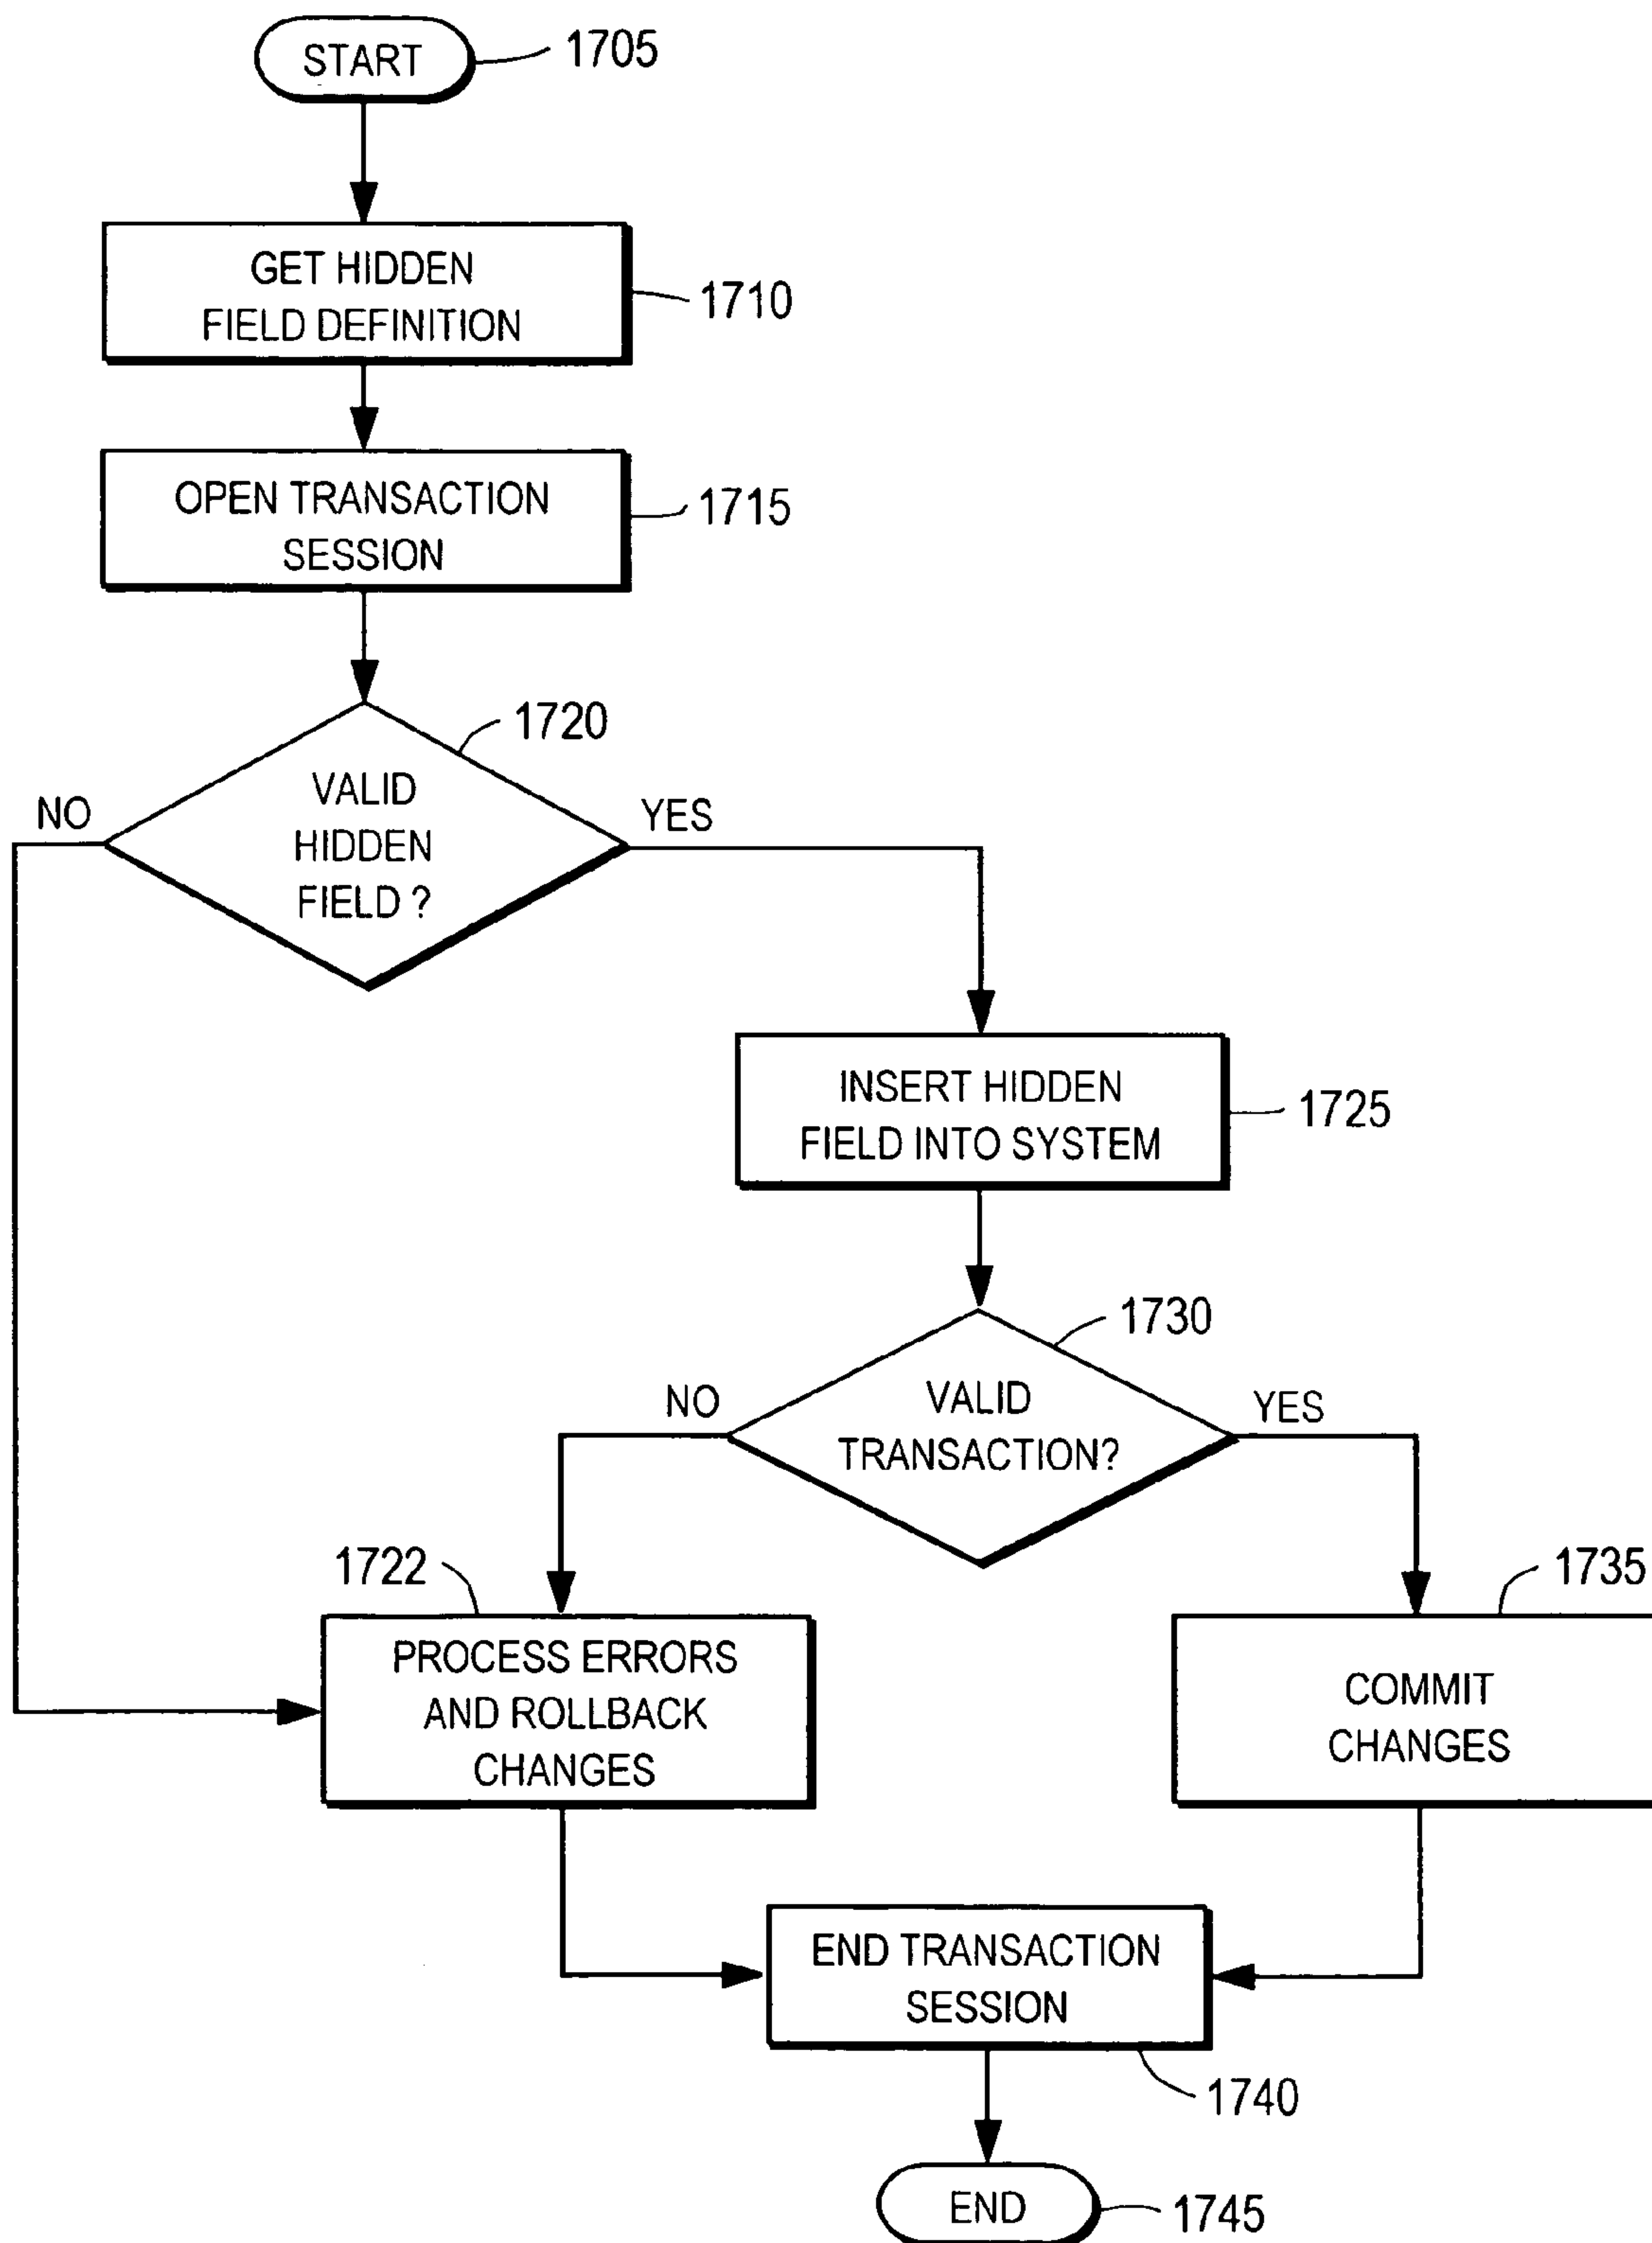 START
1705
GET HIDDEN
FIELD DEFINITION
1710
OPEN TRANSACTION
SESSION
1715
1720
VALID
HIDDEN
FIELD ?
NO
YES
INSERT HIDDEN
FIELD INTO SYSTEM
1725
1730
VALID
TRANSACTION?
NO
YES
1722
PROCESS ERRORS
AND ROLLBACK
CHANGES
1735
COMMIT
CHANGES
END TRANSACTION
SESSION
1740
END
1745